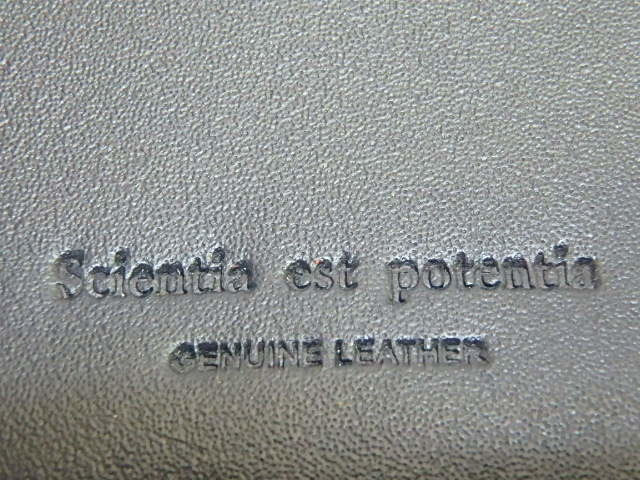 Scientia est potentia
GENUINE LEATHER